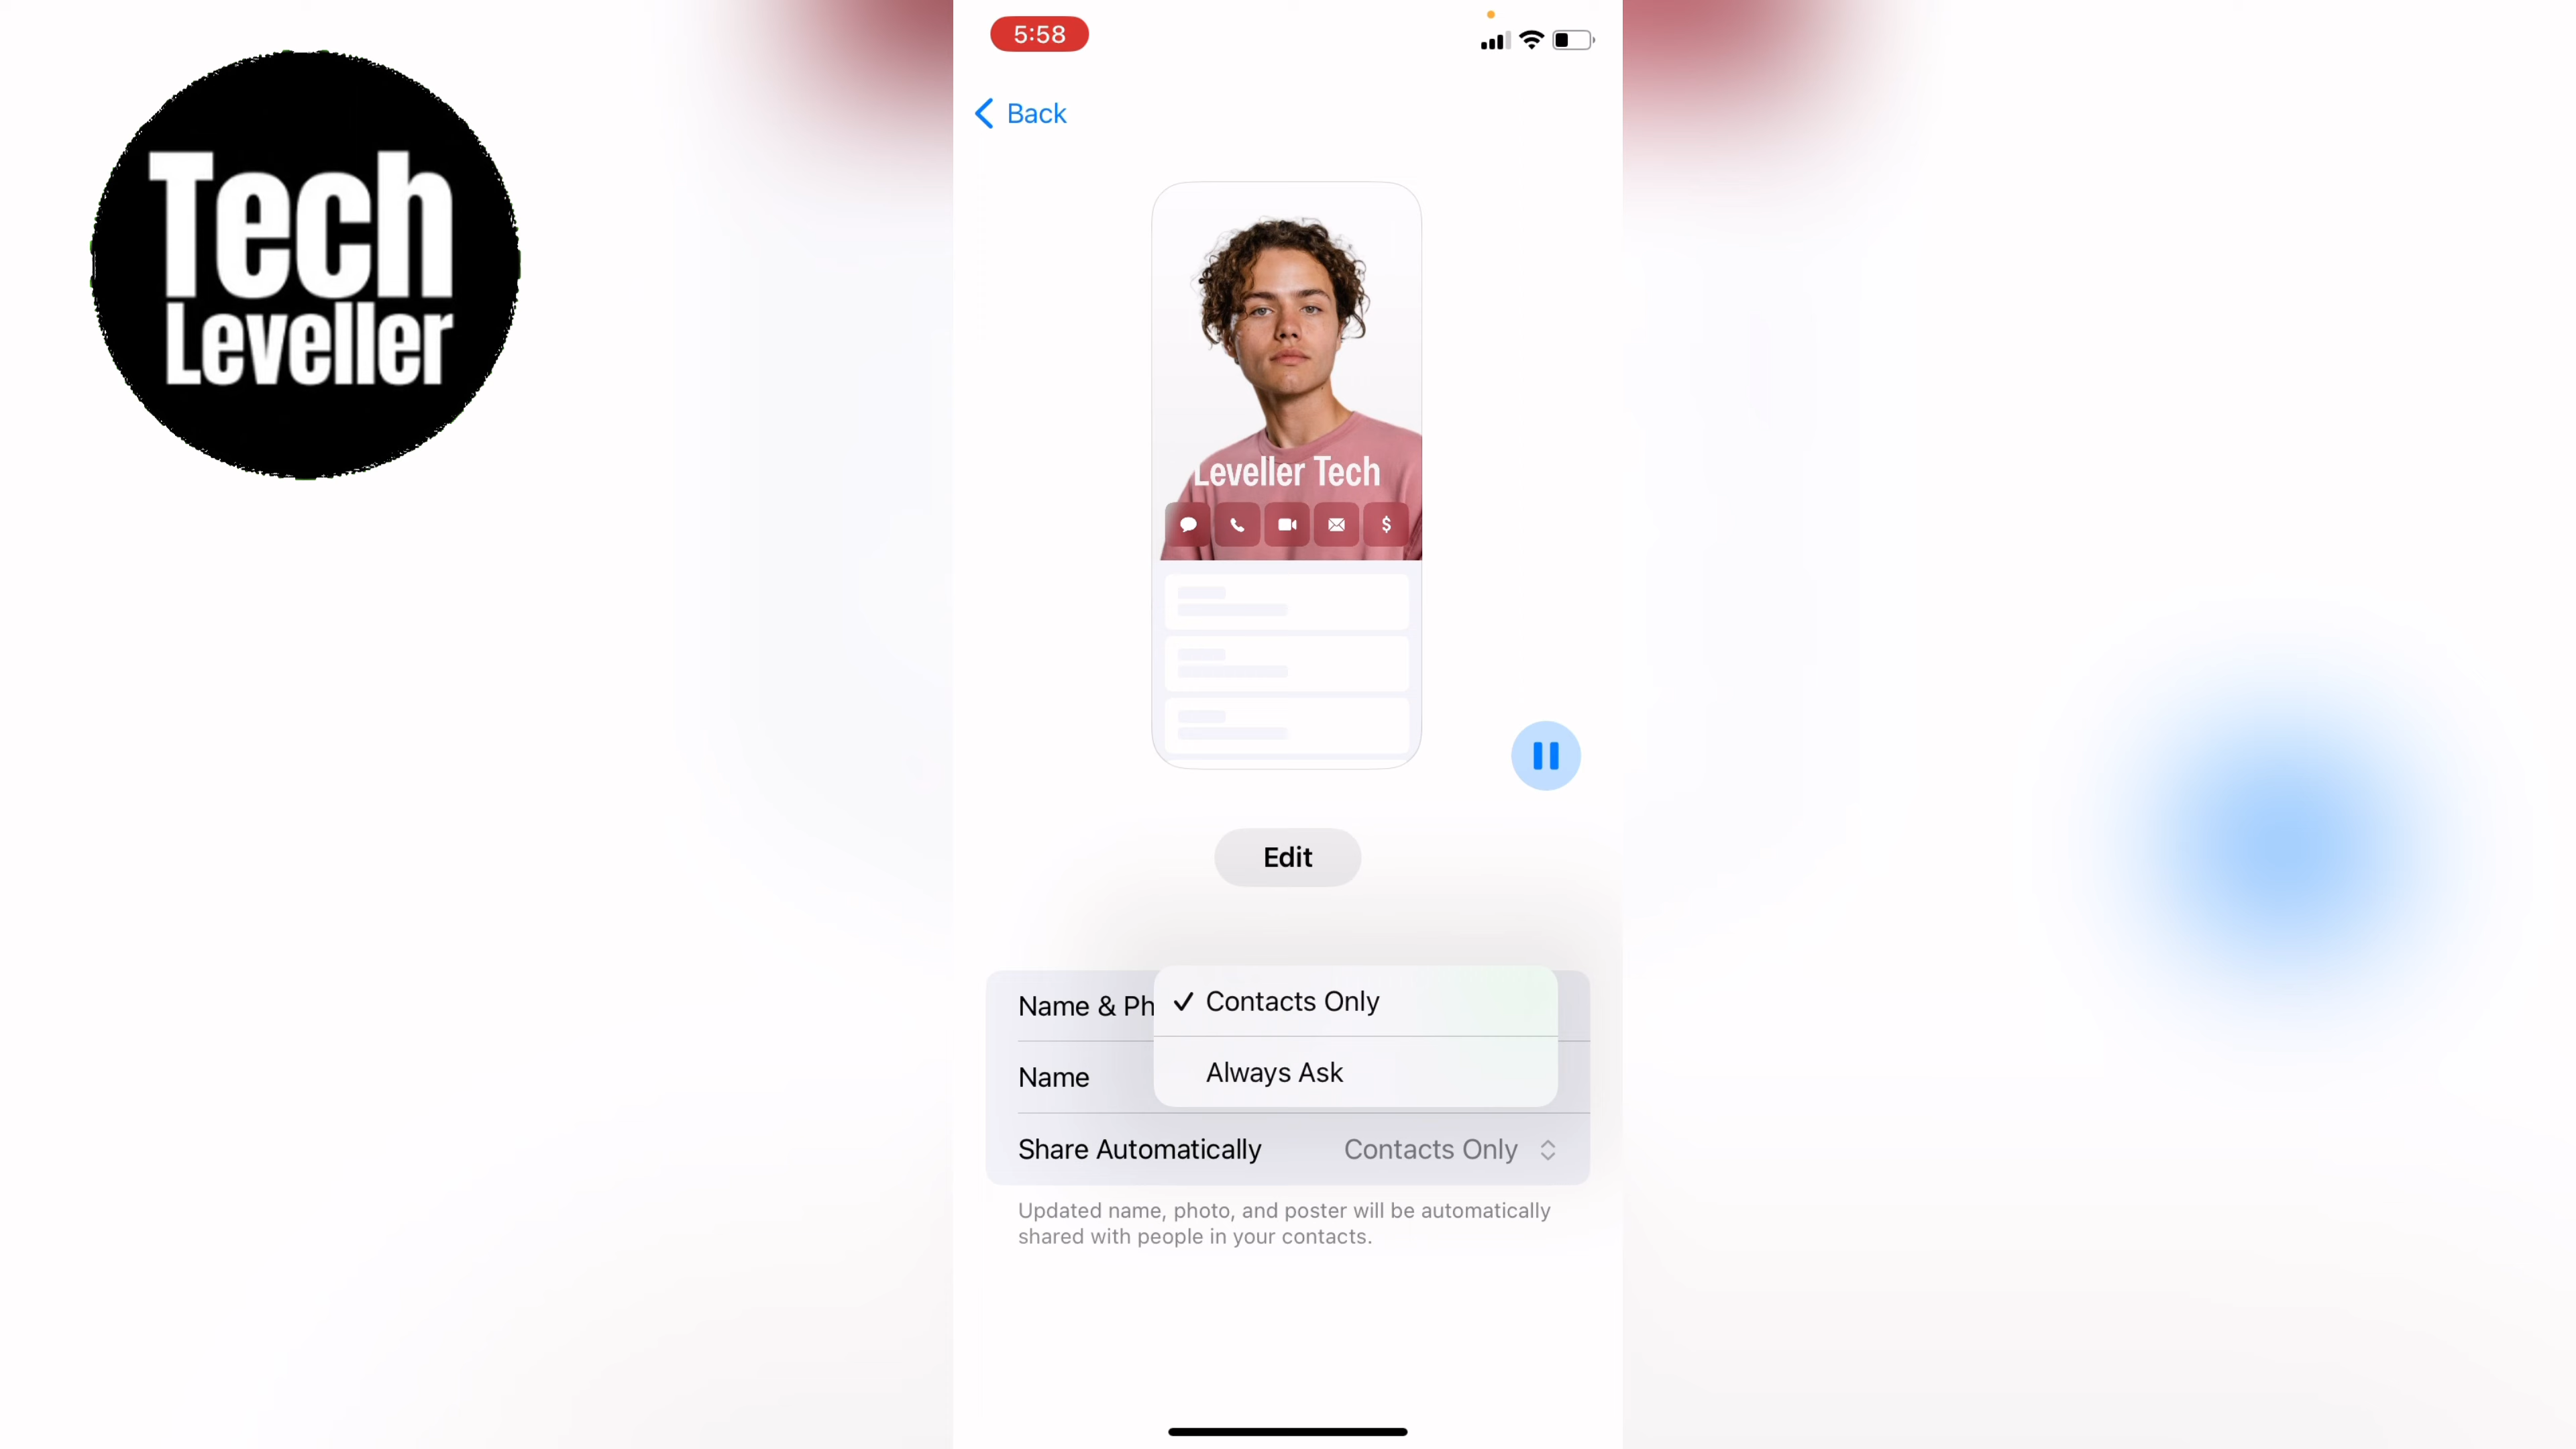 Tech
Leveller
5:58
Back
Leveller Tech
$
Edit
Name & Ph
Contacts Only
Name
Always Ask
Share Automatically
Contacts Only
Updated name, photo, and poster will be automatically
shared with people in your contacts.